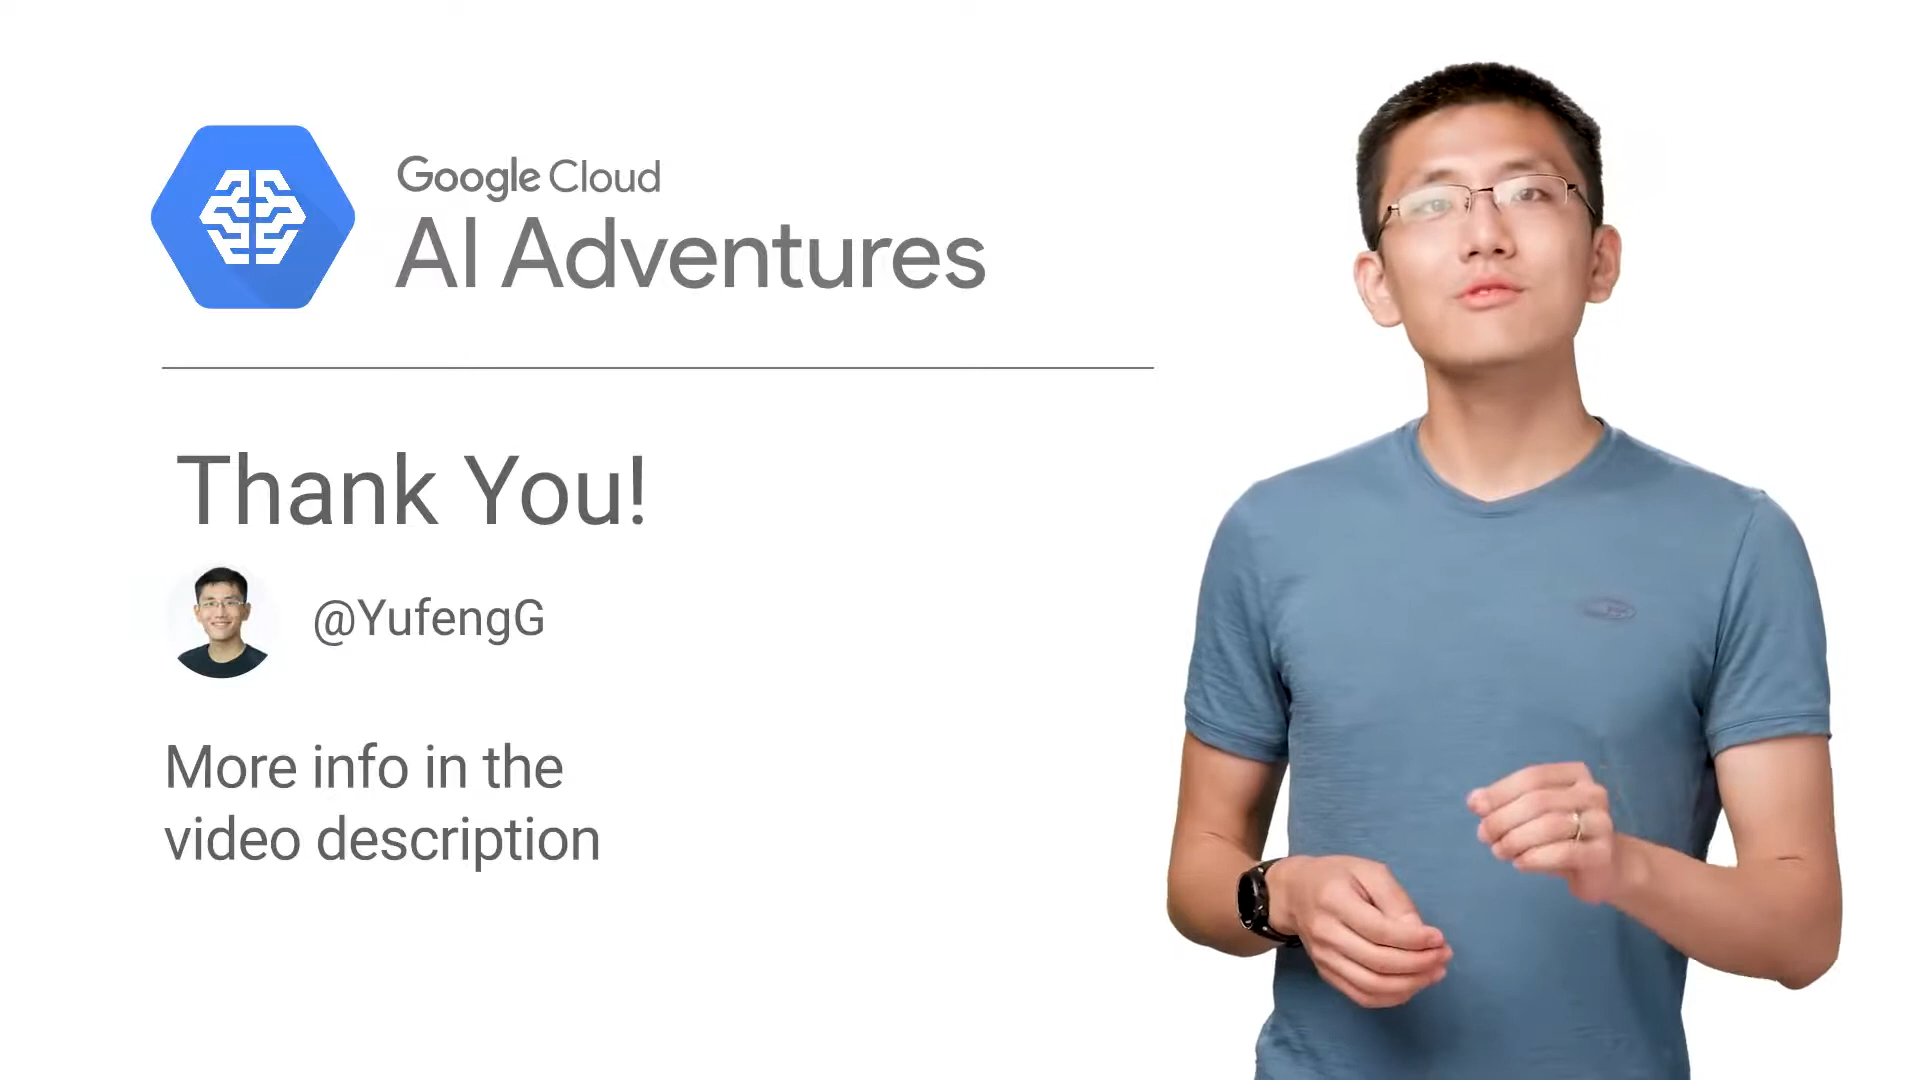 Google Cloud
AI Adventures
Thank You!
@YufengG
More info in the
video description